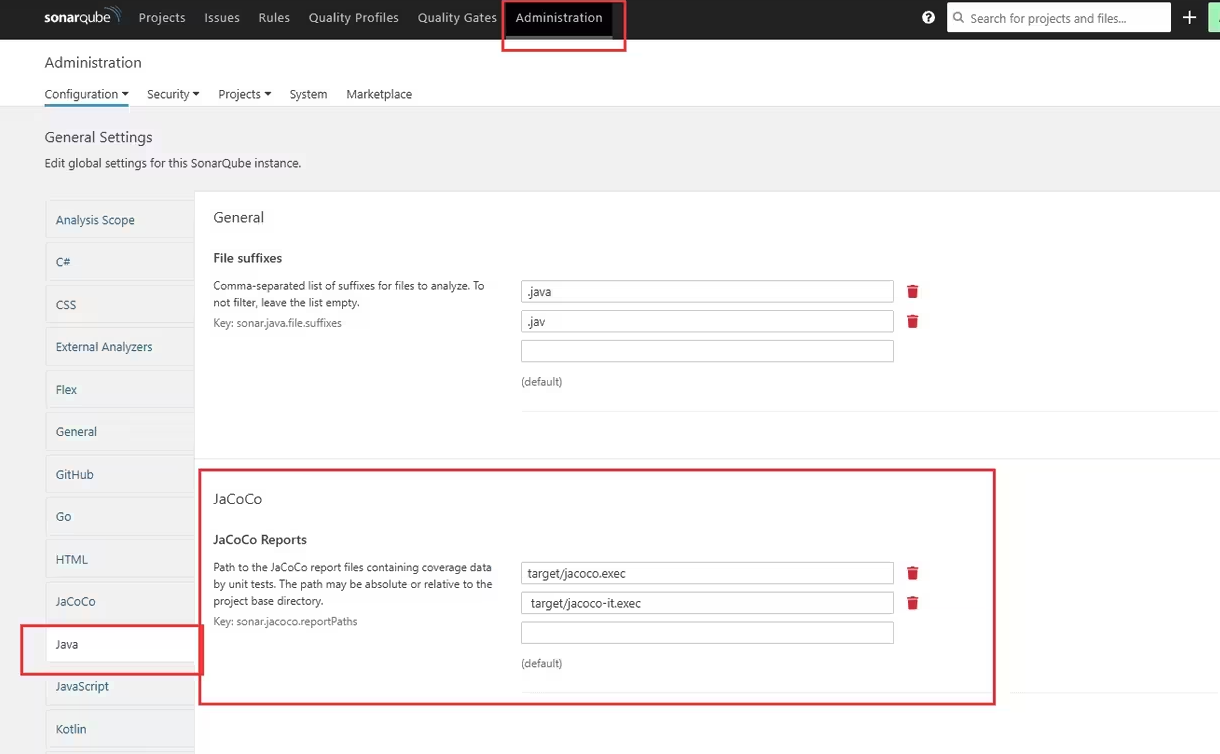 sonarqube Projects Issues Rules Quality Profiles Quality Gates Administration ? Search for projects and files... +
Administration
Configuration Security Projects System Marketplace
General Settings
Edit global settings for this SonarQube instance.
Analysis Scope
C#
CSS
External Analyzers
Flex
General
GitHub
Go
HTML
JaCoCo
Java
JavaScript
Kotlin
General
File suffixes
Comma-separated list of suffixes for files to analyze. To
not filter, leave the list empty.
Key: sonar.java.file.suffixes
.java
.jav
(default)
JaCoCo
JaCoCo Reports
Path to the JaCoCo report files containing coverage data
by unit tests. The path may be absolute or relative to the
project base directory.
Key: sonar.jacoco.reportPaths
target/jacoco.exec
target/jacoco-it.exec
(default)